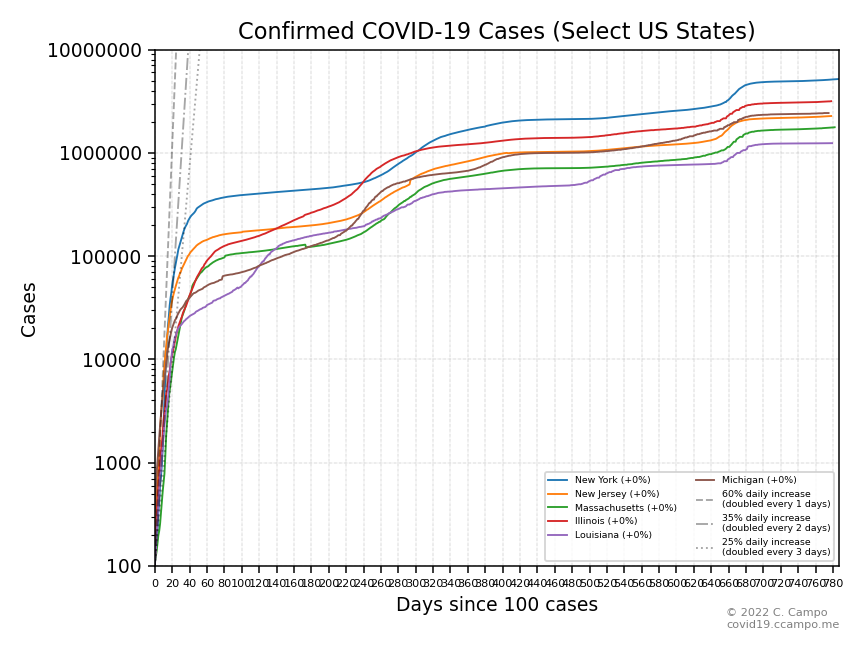 Confirmed COVID-19 Cases (Select US States)
10000000
1000000
100000
10000
1000
100
Cases
New York (+0%)
New Jersey (+0%)
Massachusetts (+0%)
Illinois (+0%)
Louisiana (+0%)
Michigan (+0%)
60% daily increase
(doubled every 1 days)
35% daily increase
(doubled every 2 days)
25% daily increase
(doubled every 3 days)
0 20 40 60 80 100 120 140 160 180 200 220 240 260 280 300 320 340 360 380 400 420 440 460 480 500 520 540 560 580 600 620 640 660 680 700 720 740 760 780
Days since 100 cases
© 2022 C. Campo
covid19.ccampo.me